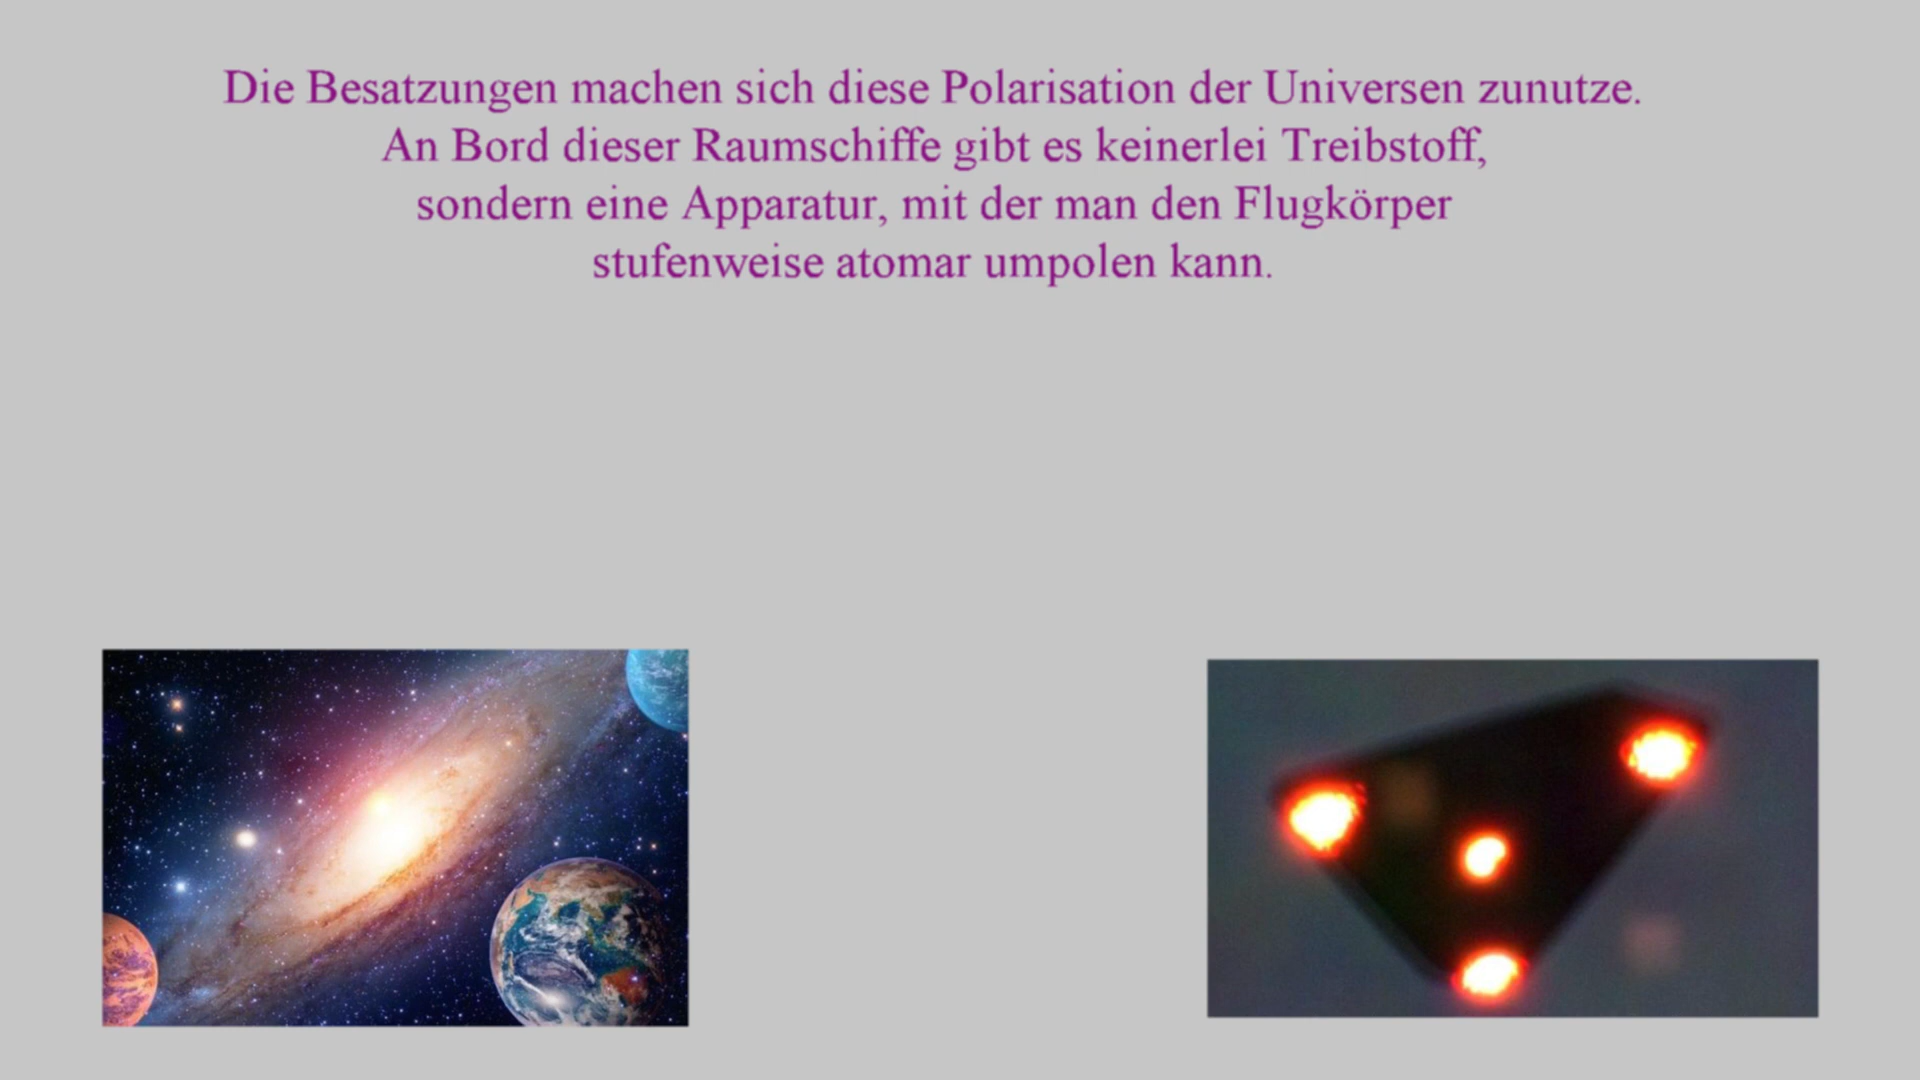 Die Besatzungen machen sich diese Polarisation der Universen zunutze.
An Bord dieser Raumschiffe gibt es keinerlei Treibstoff,
sondern eine Apparatur, mit der man den Flugkörper
stufenweise atomar umpolen kann.